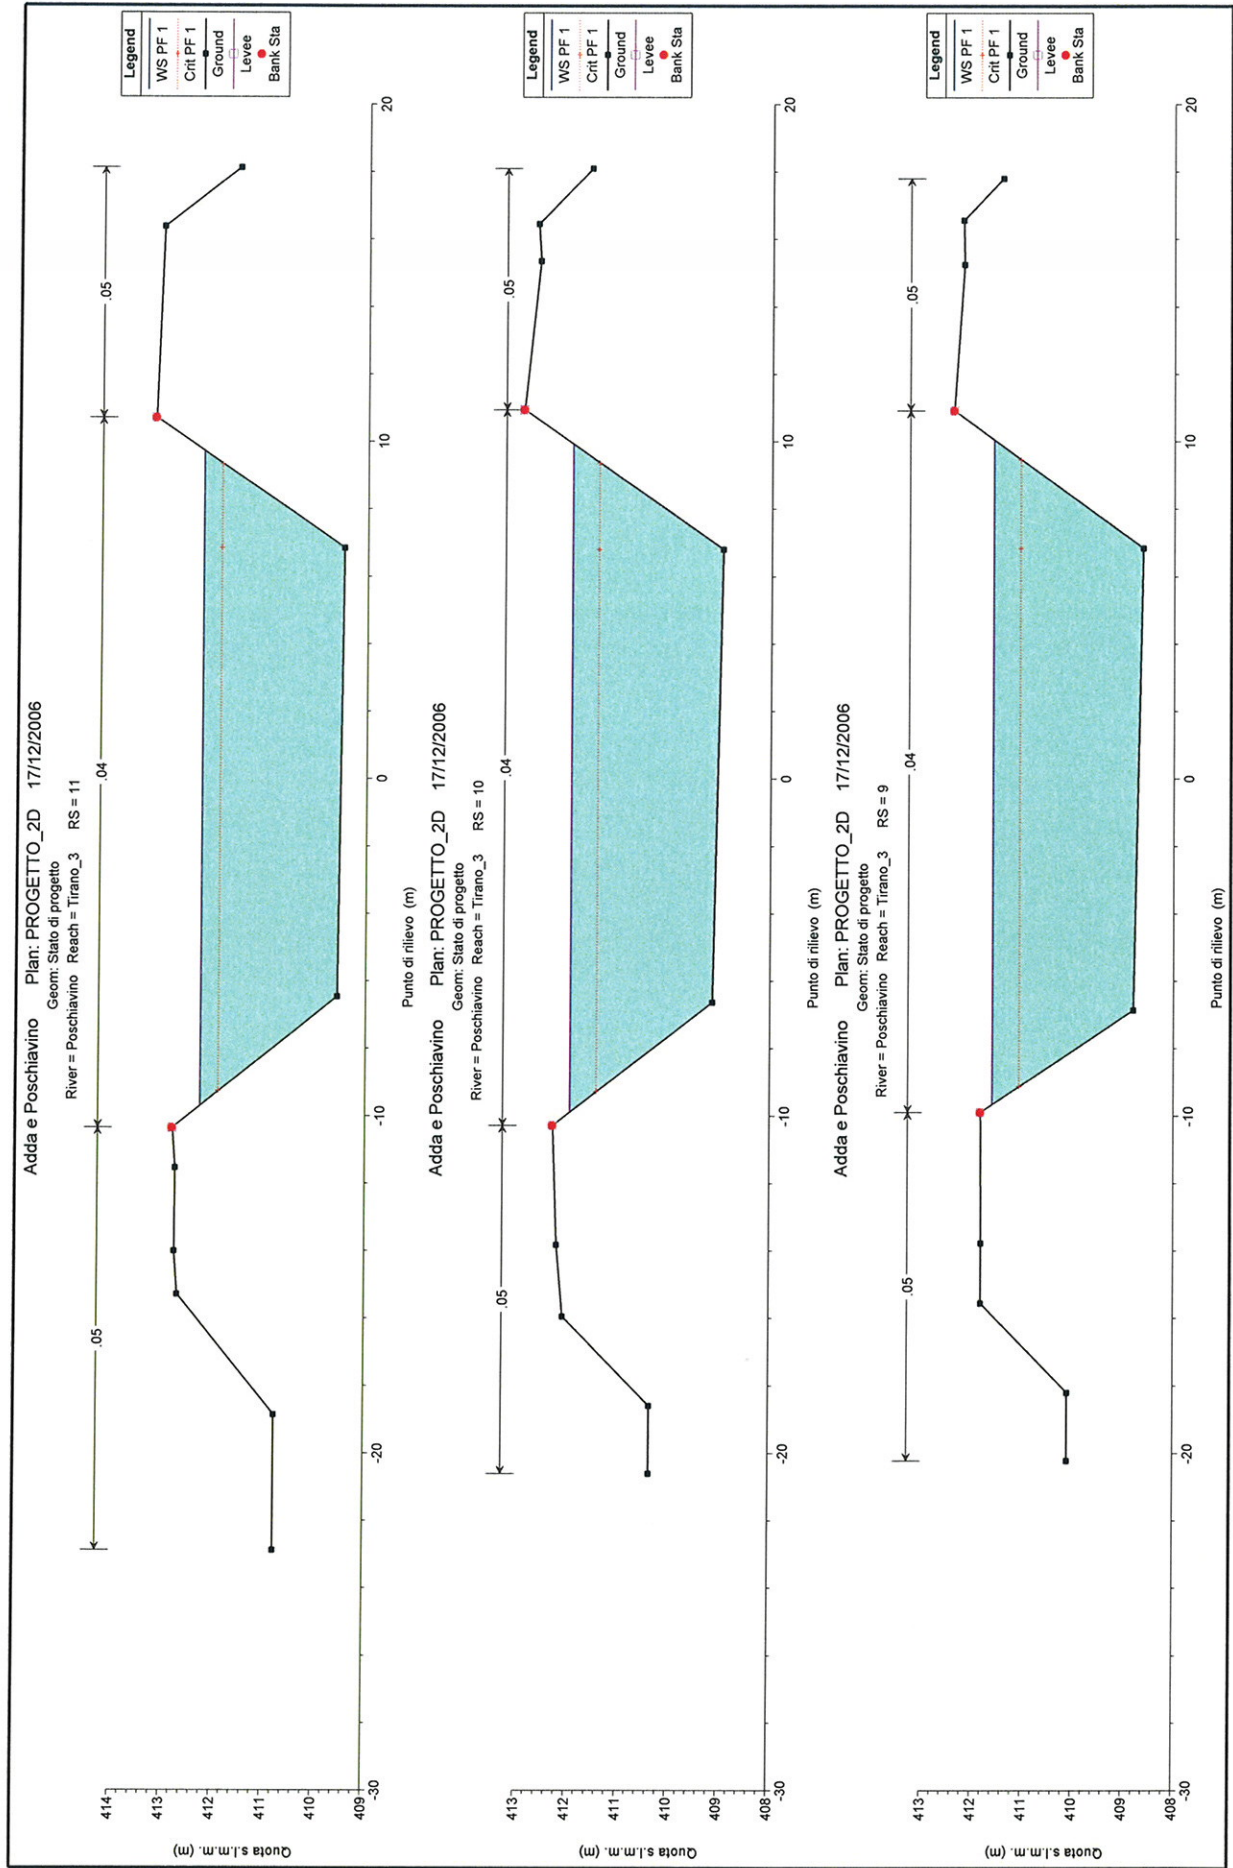 Adda e Poschiavino    Plan: PROGETTO_2D    17/12/2006
Geom: Stato di progetto
River = Poschiavino   Reach = Tirano_3    RS = 11
.05
.04
.05
Legend
WS PF 1
Crit PF 1
Ground
Levee
Bank Sta
414
413
412
411
410
409
Quota s.l.m.m. (m)
-30
-20
-10
0
10
20
Punto di rilievo  (m)
Adda e Poschiavino    Plan: PROGETTO_2D    17/12/2006
Geom: Stato di progetto
River = Poschiavino   Reach = Tirano_3    RS = 10
.05
.04
.05
Legend
WS PF 1
Crit PF 1
Ground
Levee
Bank Sta
413
412
411
410
409
408
Quota s.l.m.m. (m)
-30
-20
-10
0
10
20
Punto di rilievo  (m)
Adda e Poschiavino    Plan: PROGETTO_2D    17/12/2006
Geom: Stato di progetto
River = Poschiavino   Reach = Tirano_3    RS = 9
.05
.04
.05
Legend
WS PF 1
Crit PF 1
Ground
Levee
Bank Sta
413
412
411
410
409
408
Quota s.l.m.m. (m)
-30
-20
-10
0
10
20
Punto di rilievo  (m)